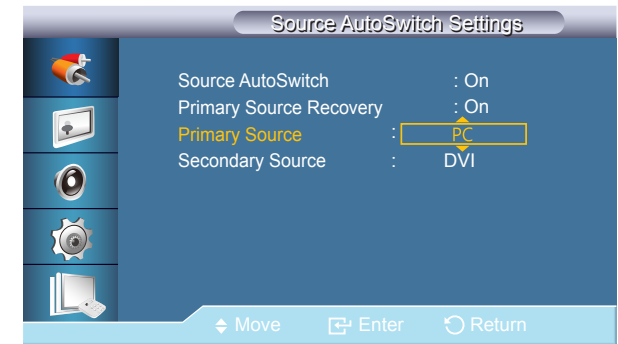 Source AutoSwitch Settings
Source AutoSwitch : On
Primary Source Recovery : On
Primary Source : PC
Secondary Source : DVI
Move Enter Return